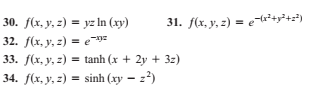 30. f(x, y, z) = yz ln (xy) 31. f(x, y, z) = e^{-(x²+y²+z²)}
32. f(x, y, z) = e^{-xyz}
33. f(x, y, z) = tanh (x + 2y + 3z)
34. f(x, y, z) = sinh (xy − z²)